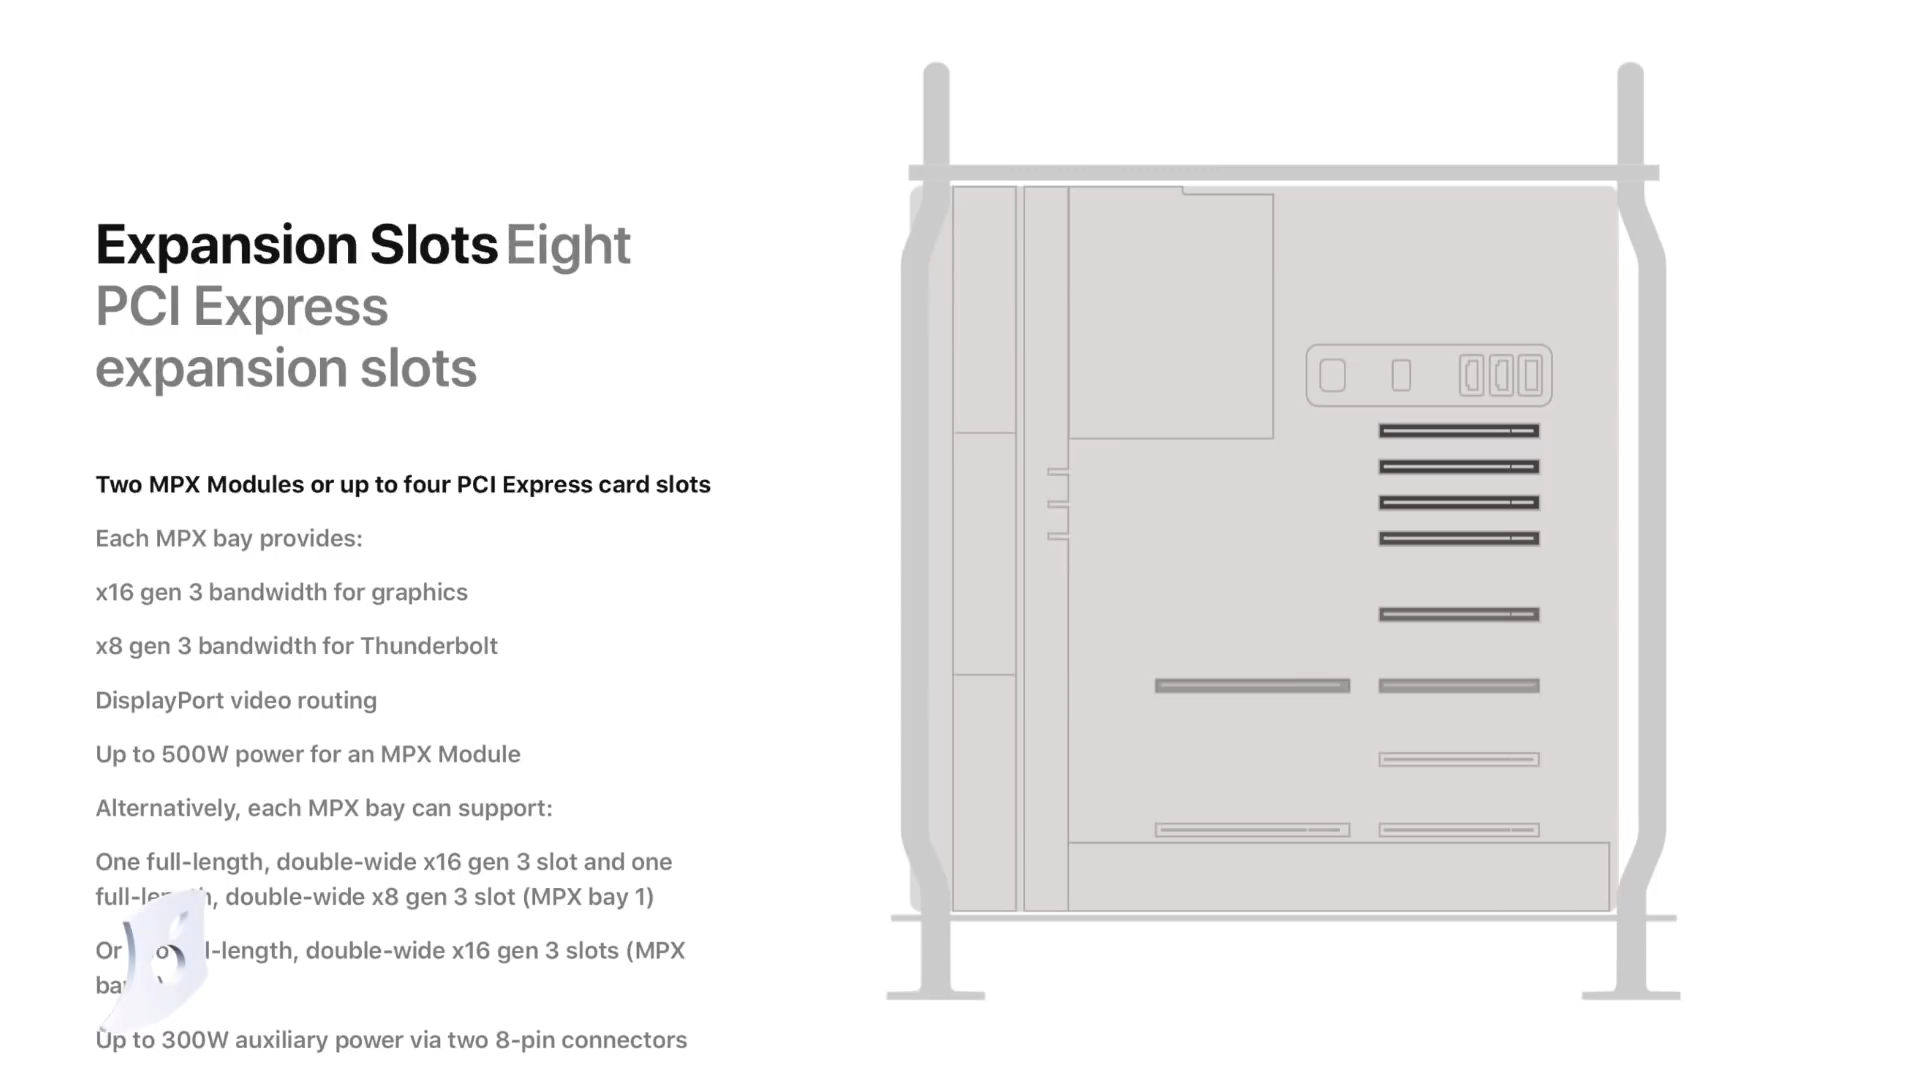 Expansion Slots Eight
PCI Express
expansion slots
Two MPX Modules or up to four PCI Express card slots
Each MPX bay provides:
x16 gen 3 bandwidth for graphics
x8 gen 3 bandwidth for Thunderbolt
DisplayPort video routing
Up to 500W power for an MPX Module
Alternatively, each MPX bay can support:
One full-length, double-wide x16 gen 3 slot and one
full-length, double-wide x8 gen 3 slot (MPX bay 1)
Or two full-length, double-wide x16 gen 3 slots (MPX
Up to 300W auxiliary power via two 8-pin connectors